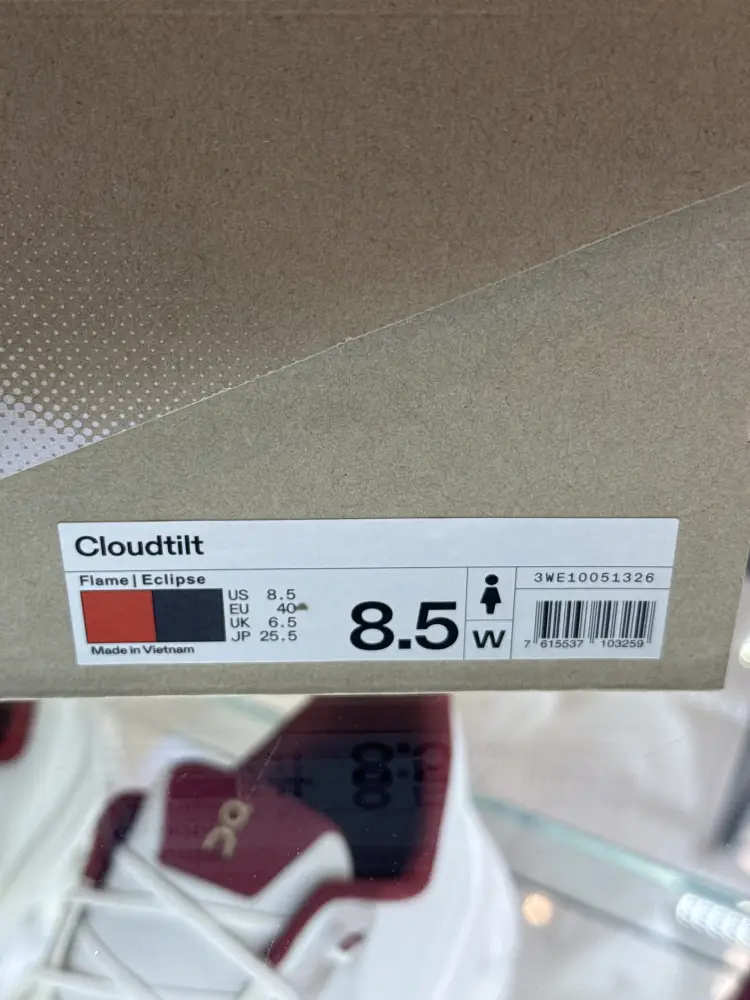 Cloudtilt
Flame | Eclipse
US 8.5
EU 40
UK 6.5
JP 25.5
Made in Vietnam
8.5
W
3WE10051326
7 615537 103259